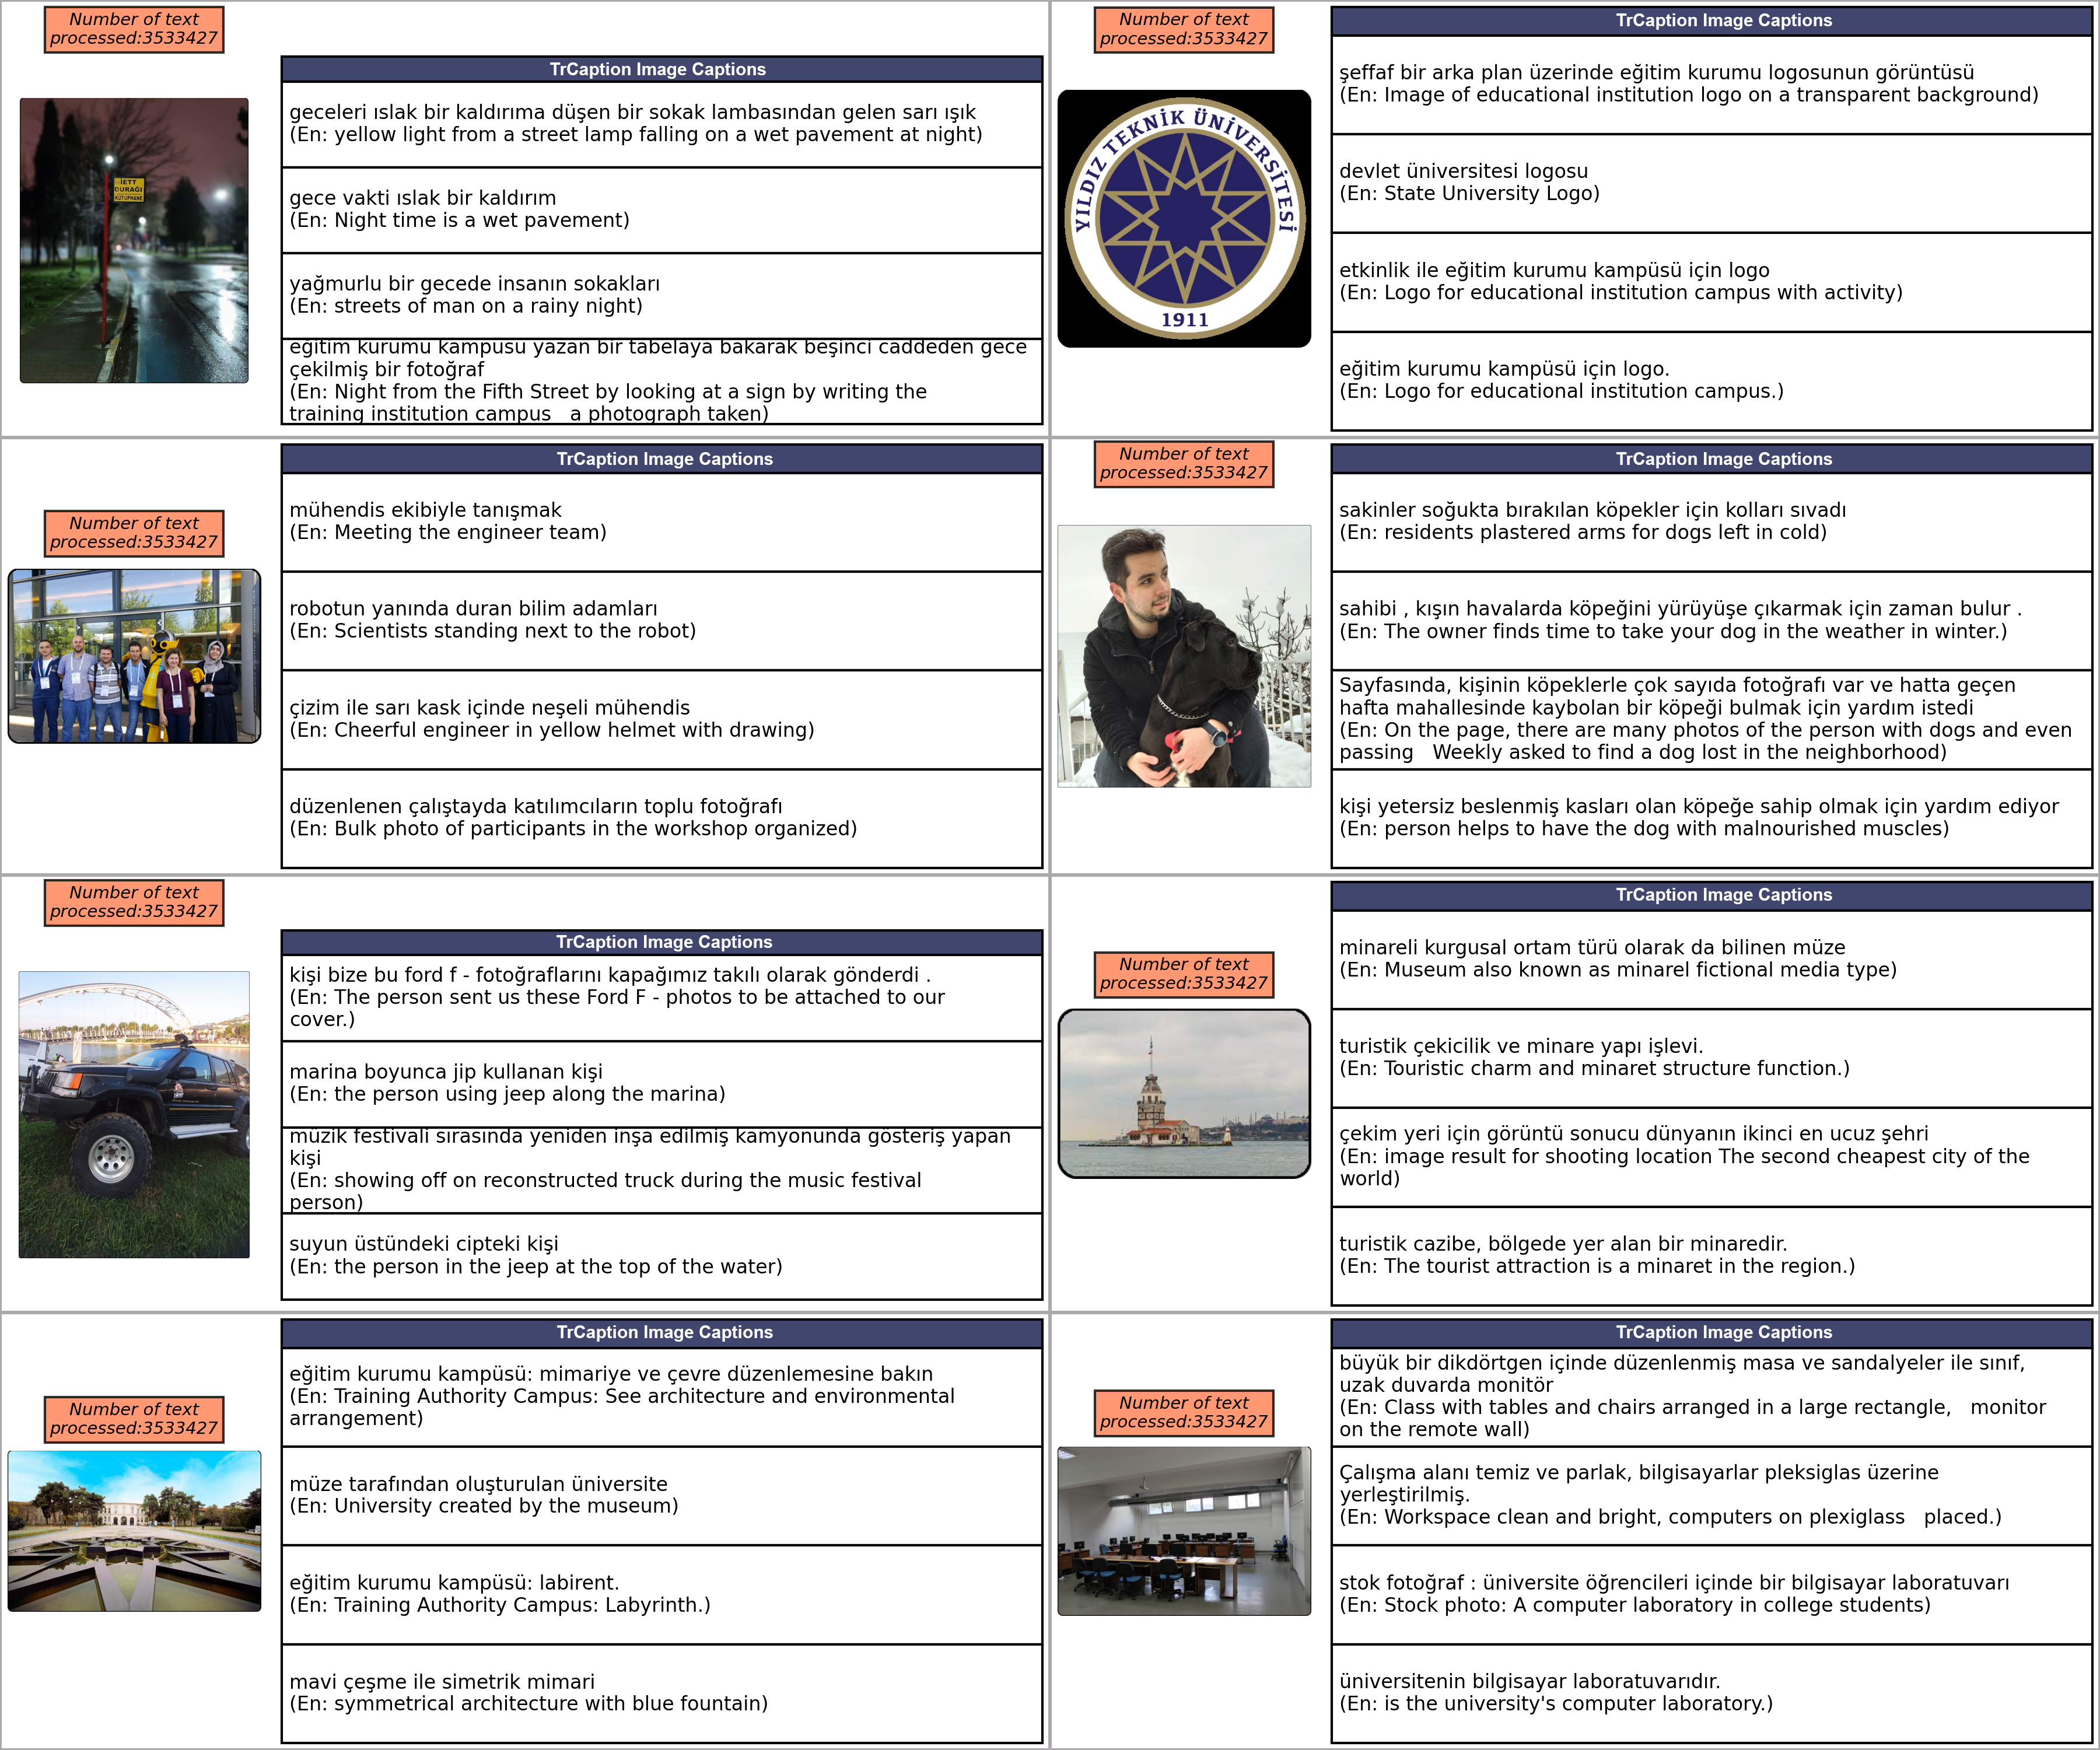 Number of text
processed:3533427
İETT
DURAĞI
KÜTÜPHANE
TrCaption Image Captions
geceleri ıslak bir kaldırıma düşen bir sokak lambasından gelen sarı ışık
(En: yellow light from a street lamp falling on a wet pavement at night)
gece vakti ıslak bir kaldırım
(En: Night time is a wet pavement)
yağmurlu bir gecede insanın sokakları
(En: streets of man on a rainy night)
eğitim kurumu kampüsü yazan bir tabelaya bakarak beşinci caddeden gece
çekilmiş bir fotoğraf
(En: Night from the Fifth Street by looking at a sign by writing the
training institution campus   a photograph taken)
Number of text
processed:3533427
YILDIZ TEKNİK ÜNİVERSİTESİ
1911
TrCaption Image Captions
şeffaf bir arka plan üzerinde eğitim kurumu logosunun görüntüsü
(En: Image of educational institution logo on a transparent background)
devlet üniversitesi logosu
(En: State University Logo)
etkinlik ile eğitim kurumu kampüsü için logo
(En: Logo for educational institution campus with activity)
eğitim kurumu kampüsü için logo.
(En: Logo for educational institution campus.)
Number of text
processed:3533427
TrCaption Image Captions
mühendis ekibiyle tanışmak
(En: Meeting the engineer team)
robotun yanında duran bilim adamları
(En: Scientists standing next to the robot)
çizim ile sarı kask içinde neşeli mühendis
(En: Cheerful engineer in yellow helmet with drawing)
düzenlenen çalıştayda katılımcıların toplu fotoğrafı
(En: Bulk photo of participants in the workshop organized)
Number of text
processed:3533427
TrCaption Image Captions
sakinler soğukta bırakılan köpekler için kolları sıvadı
(En: residents plastered arms for dogs left in cold)
sahibi , kışın havalarda köpeğini yürüyüşe çıkarmak için zaman bulur .
(En: The owner finds time to take your dog in the weather in winter.)
Sayfasında, kişinin köpeklerle çok sayıda fotoğrafı var ve hatta geçen
hafta mahallesinde kaybolan bir köpeği bulmak için yardım istedi
(En: On the page, there are many photos of the person with dogs and even
passing   Weekly asked to find a dog lost in the neighborhood)
kişi yetersiz beslenmiş kasları olan köpeğe sahip olmak için yardım ediyor
(En: person helps to have the dog with malnourished muscles)
Number of text
processed:3533427
TrCaption Image Captions
kişi bize bu ford f - fotoğraflarını kapağımız takılı olarak gönderdi .
(En: The person sent us these Ford F - photos to be attached to our
cover.)
marina boyunca jip kullanan kişi
(En: the person using jeep along the marina)
müzik festivali sırasında yeniden inşa edilmiş kamyonunda gösteriş yapan
kişi
(En: showing off on reconstructed truck during the music festival
person)
suyun üstündeki cipteki kişi
(En: the person in the jeep at the top of the water)
Number of text
processed:3533427
TrCaption Image Captions
minareli kurgusal ortam türü olarak da bilinen müze
(En: Museum also known as minarel fictional media type)
turistik çekicilik ve minare yapı işlevi.
(En: Touristic charm and minaret structure function.)
çekim yeri için görüntü sonucu dünyanın ikinci en ucuz şehri
(En: image result for shooting location The second cheapest city of the
world)
turistik cazibe, bölgede yer alan bir minaredir.
(En: The tourist attraction is a minaret in the region.)
Number of text
processed:3533427
TrCaption Image Captions
eğitim kurumu kampüsü: mimariye ve çevre düzenlemesine bakın
(En: Training Authority Campus: See architecture and environmental
arrangement)
müze tarafından oluşturulan üniversite
(En: University created by the museum)
eğitim kurumu kampüsü: labirent.
(En: Training Authority Campus: Labyrinth.)
mavi çeşme ile simetrik mimari
(En: symmetrical architecture with blue fountain)
Number of text
processed:3533427
TrCaption Image Captions
büyük bir dikdörtgen içinde düzenlenmiş masa ve sandalyeler ile sınıf,
uzak duvarda monitör
(En: Class with tables and chairs arranged in a large rectangle,   monitor
on the remote wall)
Çalışma alanı temiz ve parlak, bilgisayarlar pleksiglas üzerine
yerleştirilmiş.
(En: Workspace clean and bright, computers on plexiglass   placed.)
stok fotoğraf : üniversite öğrencileri içinde bir bilgisayar laboratuvarı
(En: Stock photo: A computer laboratory in college students)
üniversitenin bilgisayar laboratuvarıdır.
(En: is the university's computer laboratory.)